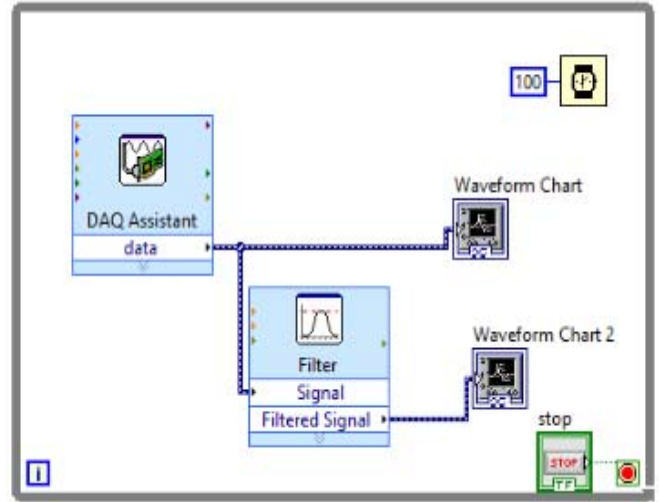 100
Waveform Chart
DAQ Assistant
data
Waveform Chart 2
Filter
Signal
Filtered Signal
stop
STOP
TF
i